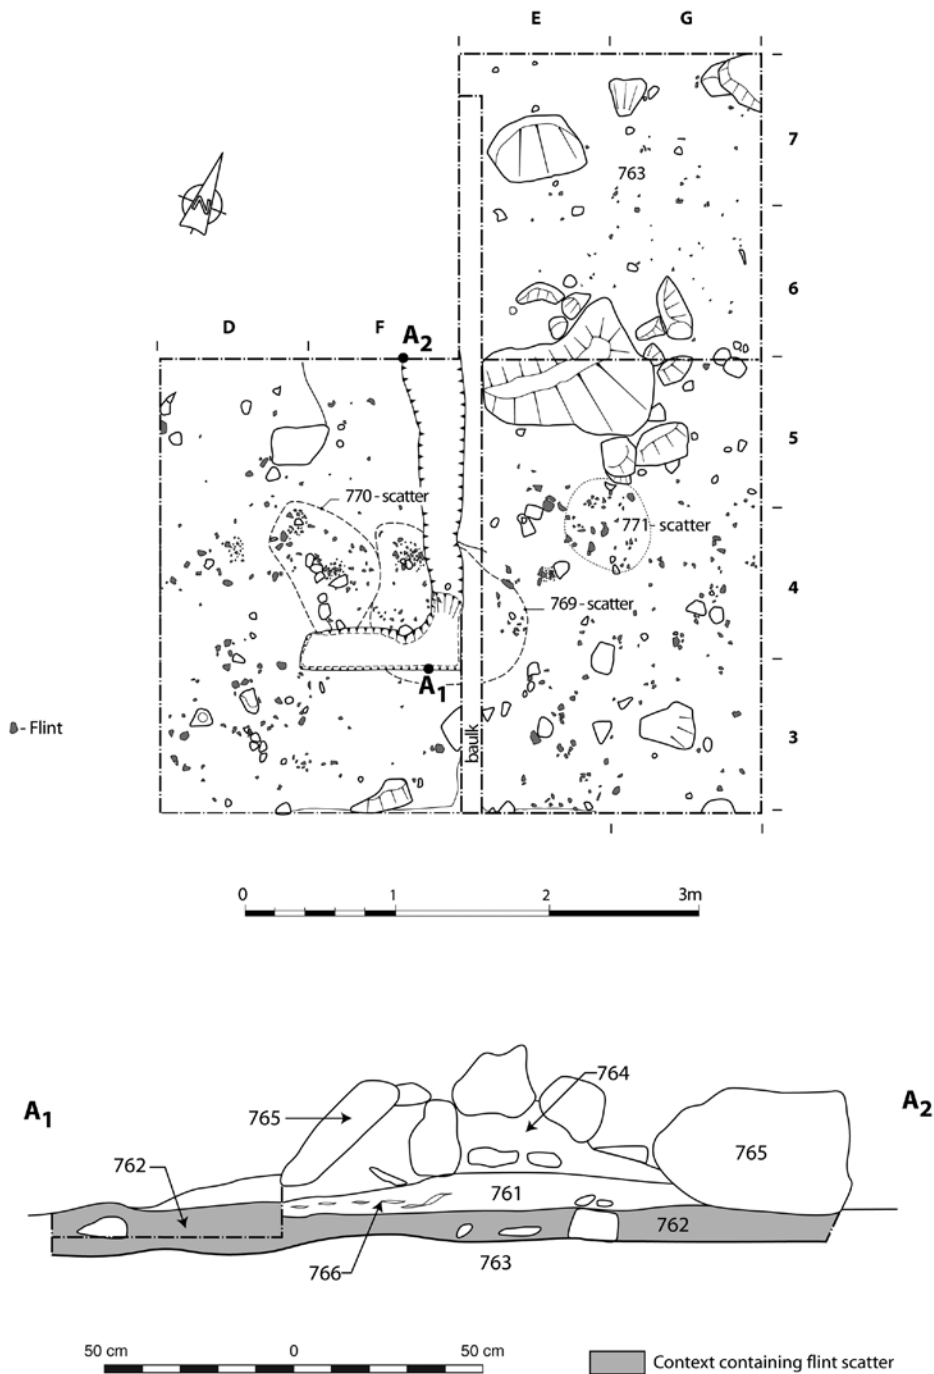 E G
7
763
N
6
D F A2
5
770 - scatter
771 - scatter
4
769 - scatter
A1
- Flint
baulk
3
0 1 2 3m
A1 765 764 A2
765
762
761
762
766 763
50 cm 0 50 cm
Context containing flint scatter